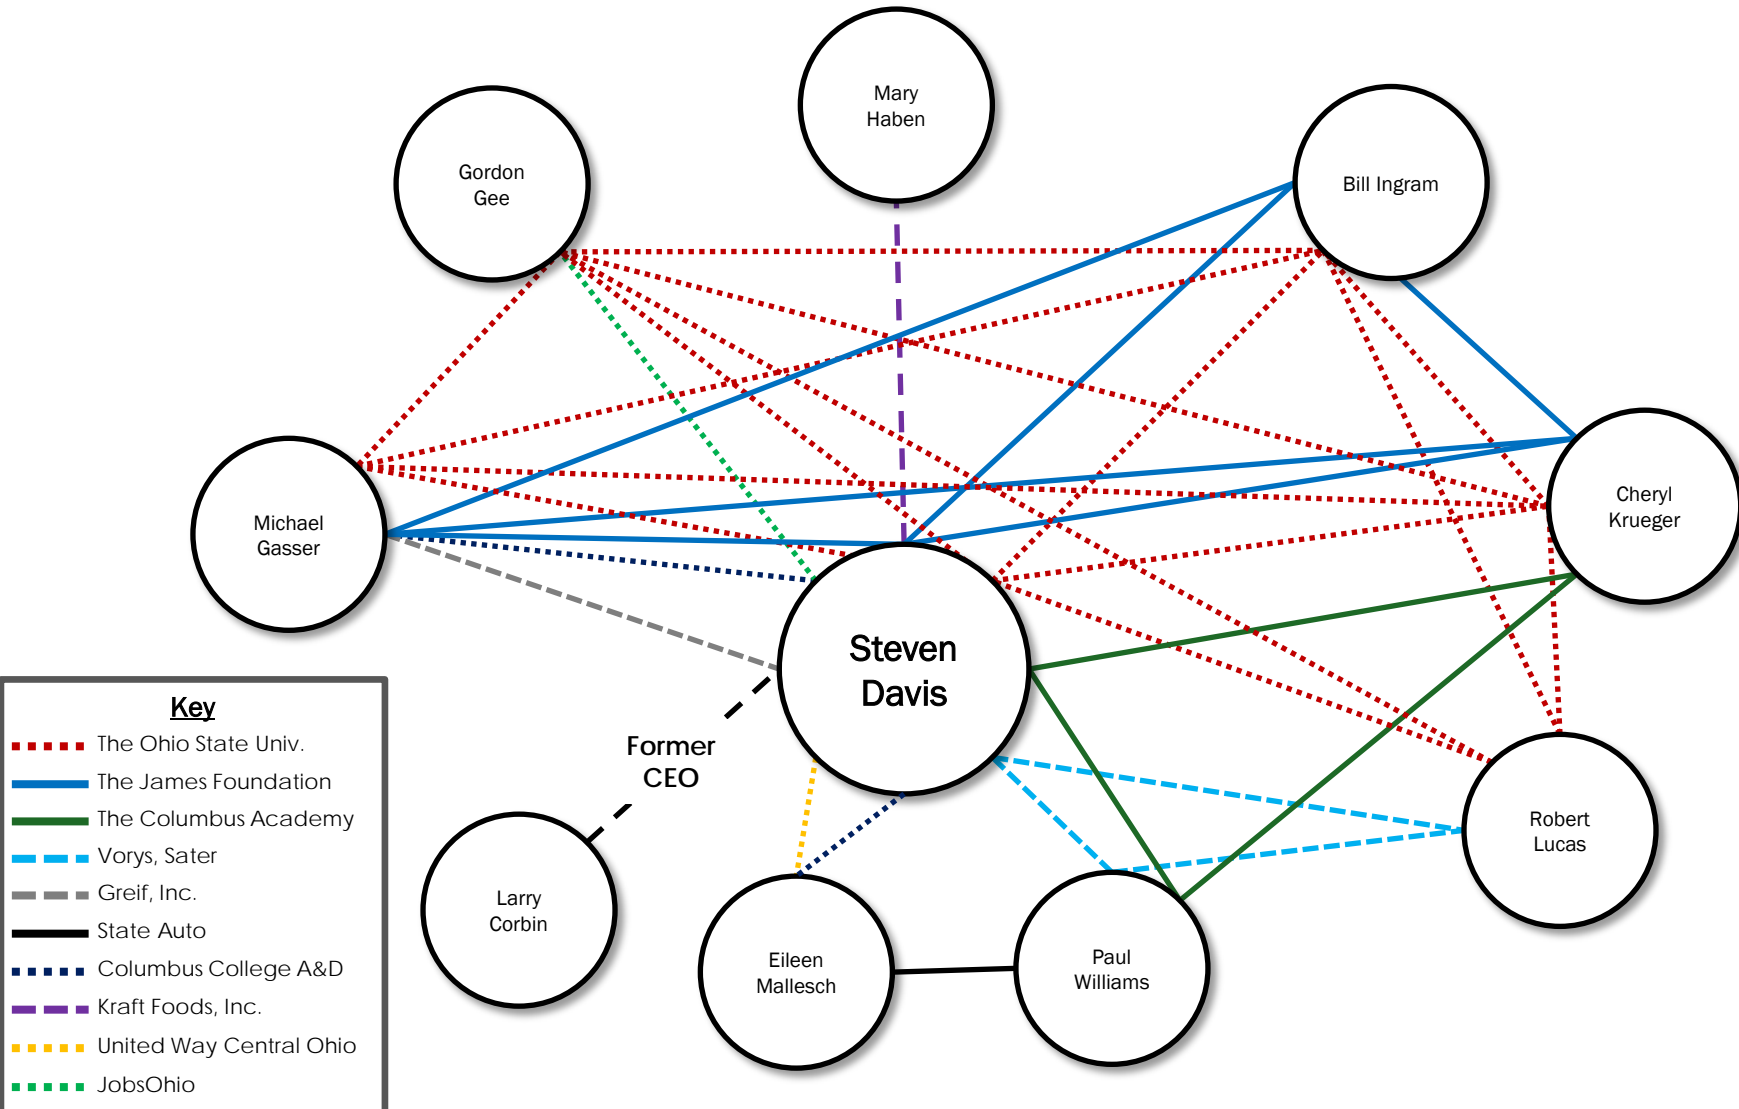 Mary
Haben
Gordon
Gee
Bill Ingram
Cheryl
Krueger
Michael
Gasser
Steven
Davis
Former
CEO
Robert
Lucas
Larry
Corbin
Eileen
Mallesch
Paul
Williams
Key
The Ohio State Univ.
The James Foundation
The Columbus Academy
Vorys, Sater
Greif, Inc.
State Auto
Columbus College A&D
Kraft Foods, Inc.
United Way Central Ohio
JobsOhio